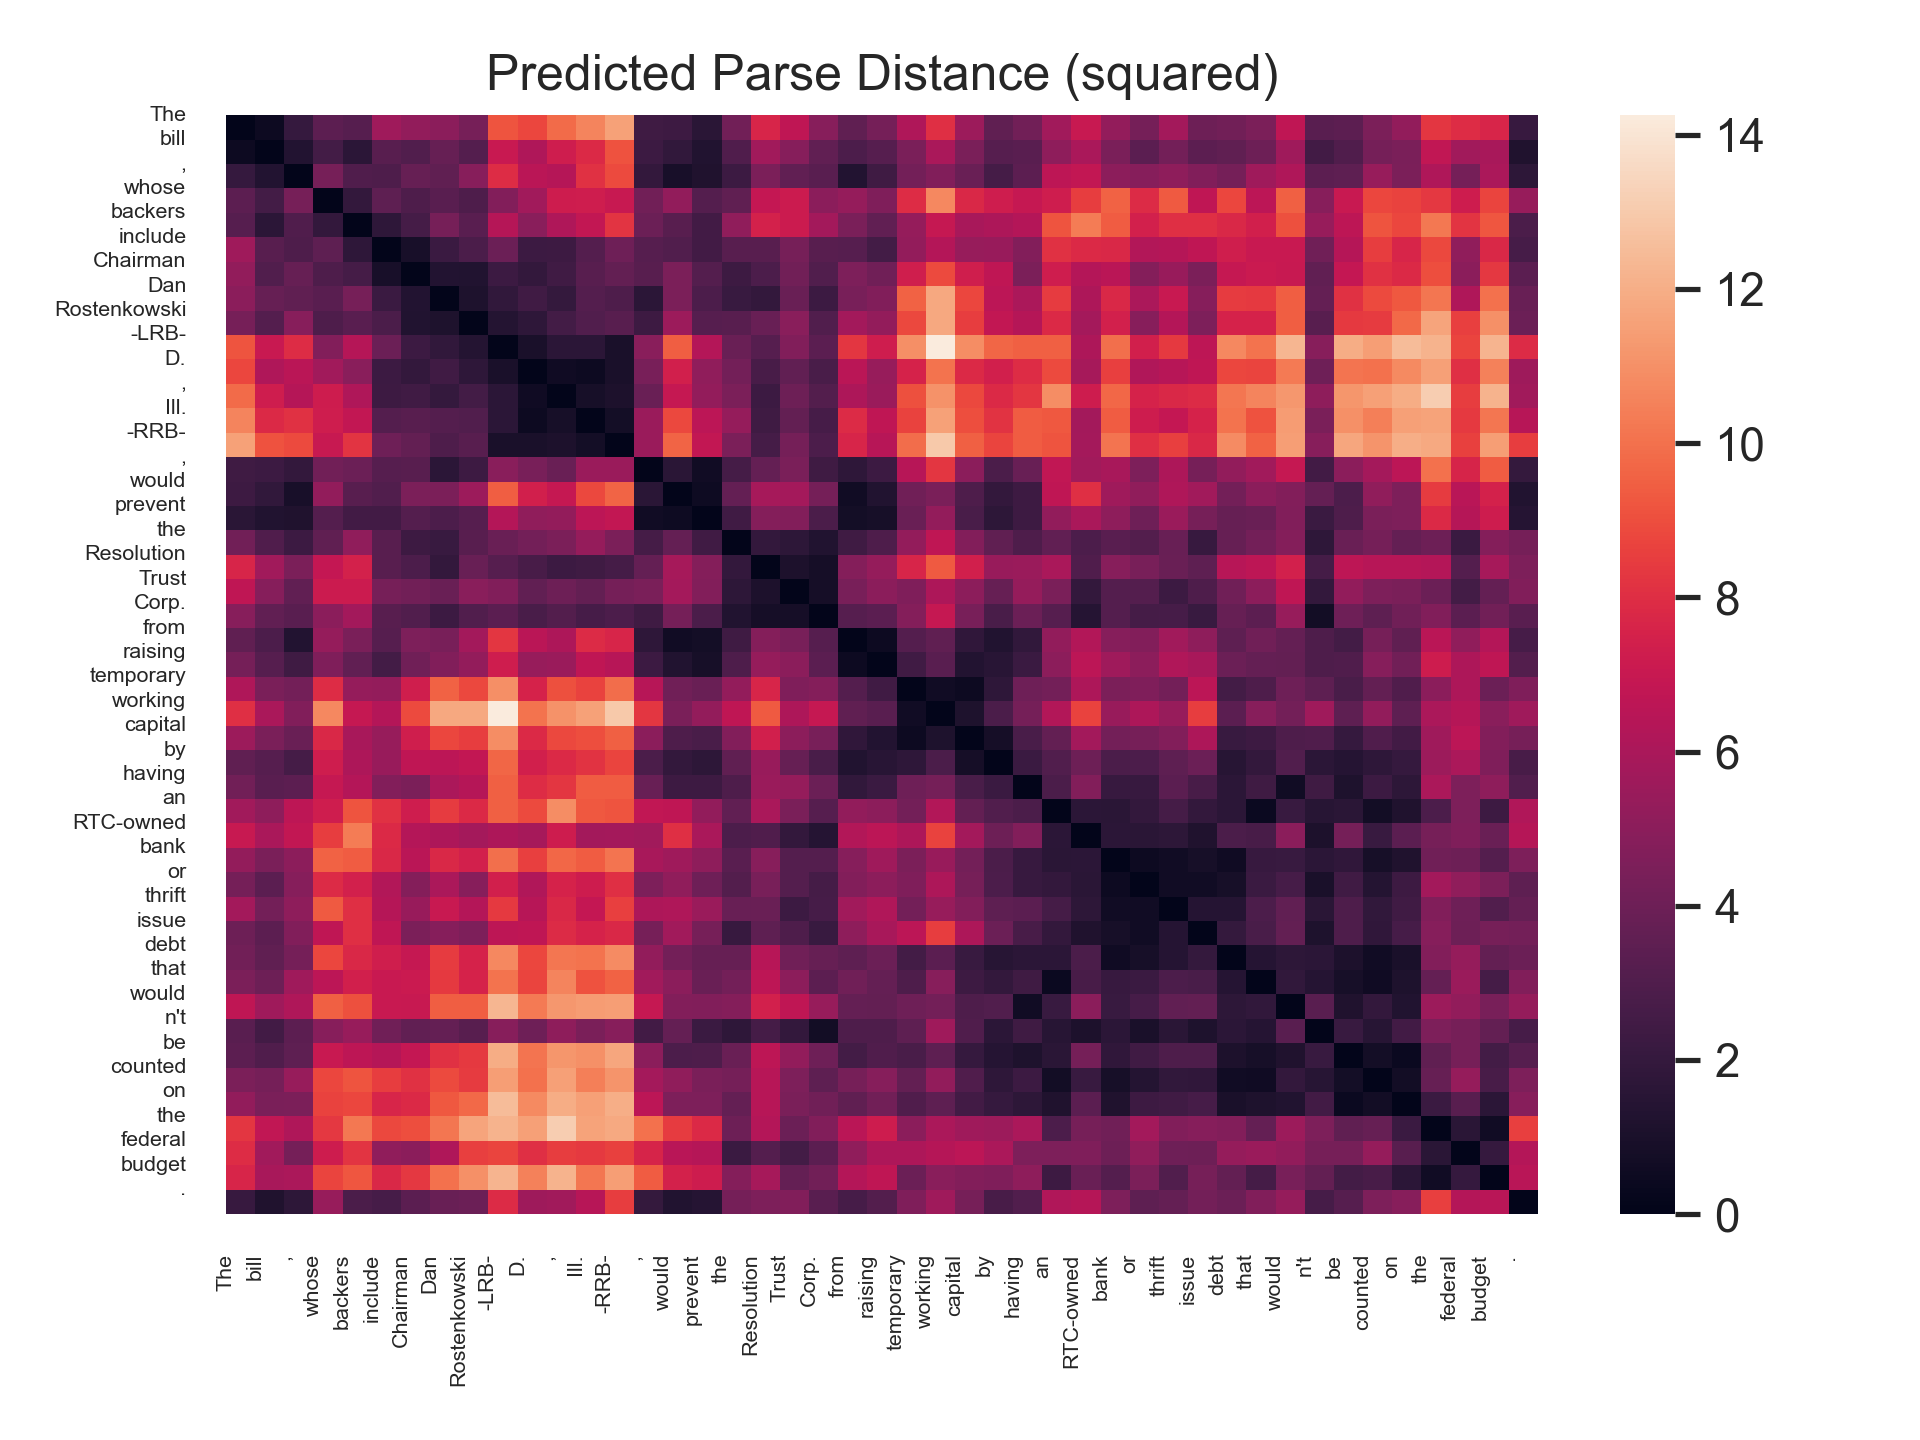 Predicted Parse Distance (squared)
The
bill
,
whose
backers
include
Chairman
Dan
Rostenkowski
-LRB-
D.
,
Ill.
-RRB-
,
would
prevent
the
Resolution
Trust
Corp.
from
raising
temporary
working
capital
by
having
an
RTC-owned
bank
or
thrift
issue
debt
that
would
n't
be
counted
on
the
federal
budget
.
14
12
10
8
6
4
2
0
The
bill
,
whose
backers
include
Chairman
Dan
Rostenkowski
-LRB-
D.
,
Ill.
-RRB-
,
would
prevent
the
Resolution
Trust
Corp.
from
raising
temporary
working
capital
by
having
an
RTC-owned
bank
or
thrift
issue
debt
that
would
n't
be
counted
on
the
federal
budget
.